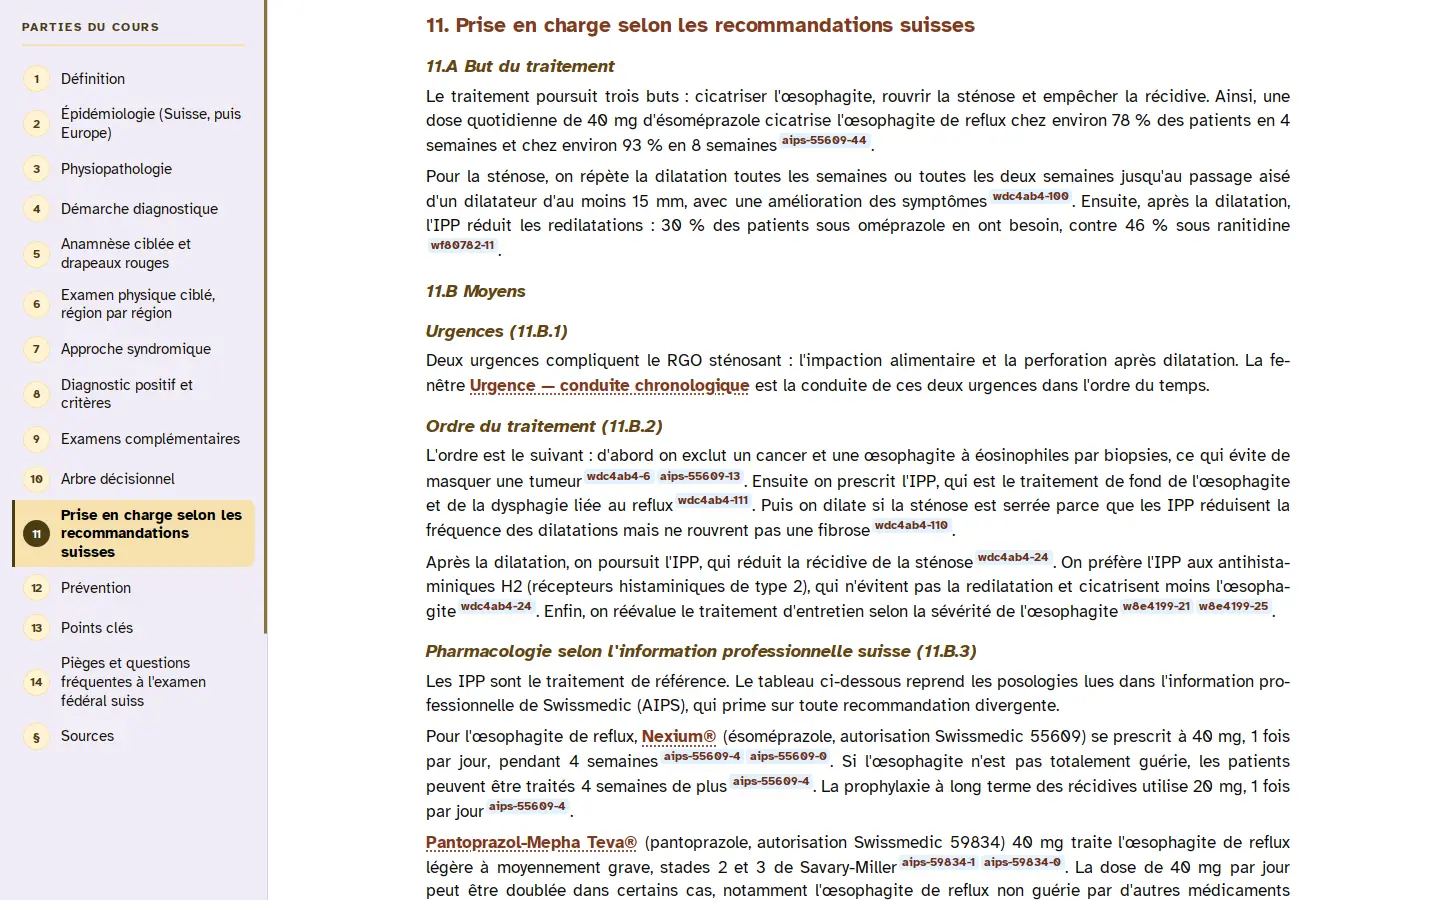 PARTIES DU COURS
1 Définition
2 Épidémiologie (Suisse, puis
Europe)
3 Physiopathologie
4 Démarche diagnostique
5 Anamnèse ciblée et
drapeaux rouges
6 Examen physique ciblé,
région par région
7 Approche syndromique
8 Diagnostic positif et
critères
9 Examens complémentaires
10 Arbre décisionnel
11 Prise en charge selon les
recommandations
suisses
12 Prévention
13 Points clés
14 Pièges et questions
fréquentes à l'examen
fédéral suiss
§ Sources
11. Prise en charge selon les recommandations suisses
11.A But du traitement
Le traitement poursuit trois buts : cicatriser l'œsophagite, rouvrir la sténose et empêcher la récidive. Ainsi, une
dose quotidienne de 40 mg d'ésoméprazole cicatrise l'œsophagite de reflux chez environ 78 % des patients en 4
semaines et chez environ 93 % en 8 semaines aips-55609-44 .
Pour la sténose, on répète la dilatation toutes les semaines ou toutes les deux semaines jusqu'au passage aisé
d'un dilatateur d'au moins 15 mm, avec une amélioration des symptômes wdc4ab4-100 . Ensuite, après la dilatation,
l'IPP réduit les redilatations : 30 % des patients sous oméprazole en ont besoin, contre 46 % sous ranitidine
wf80782-11 .
11.B Moyens
Urgences (11.B.1)
Deux urgences compliquent le RGO sténosant : l'impaction alimentaire et la perforation après dilatation. La fe-
nêtre Urgence — conduite chronologique est la conduite de ces deux urgences dans l'ordre du temps.
Ordre du traitement (11.B.2)
L'ordre est le suivant : d'abord on exclut un cancer et une œsophagite à éosinophiles par biopsies, ce qui évite de
masquer une tumeur wdc4ab4-6 aips-55609-13 . Ensuite on prescrit l'IPP, qui est le traitement de fond de l'œsophagite
et de la dysphagie liée au reflux wdc4ab4-111 . Puis on dilate si la sténose est serrée parce que les IPP réduisent la
fréquence des dilatations mais ne rouvrent pas une fibrose wdc4ab4-110 .
Après la dilatation, on poursuit l'IPP, qui réduit la récidive de la sténose wdc4ab4-24 . On préfère l'IPP aux antihista-
miniques H2 (récepteurs histaminiques de type 2), qui n'évitent pas la redilatation et cicatrisent moins l'œsopha-
gite wdc4ab4-24 . Enfin, on réévalue le traitement d'entretien selon la sévérité de l'œsophagite w8e4199-21 w8e4199-25 .
Pharmacologie selon l'information professionnelle suisse (11.B.3)
Les IPP sont le traitement de référence. Le tableau ci-dessous reprend les posologies lues dans l'information pro-
fessionnelle de Swissmedic (AIPS), qui prime sur toute recommandation divergente.
Pour l'œsophagite de reflux, Nexium® (ésoméprazole, autorisation Swissmedic 55609) se prescrit à 40 mg, 1 fois
par jour, pendant 4 semaines aips-55609-4 aips-55609-0 . Si l'œsophagite n'est pas totalement guérie, les patients
peuvent être traités 4 semaines de plus aips-55609-4 . La prophylaxie à long terme des récidives utilise 20 mg, 1 fois
par jour aips-55609-4 .
Pantoprazol-Mepha Teva® (pantoprazole, autorisation Swissmedic 59834) 40 mg traite l'œsophagite de reflux
légère à moyennement grave, stades 2 et 3 de Savary-Miller aips-59834-1 aips-59834-0 . La dose de 40 mg par jour
peut être doublée dans certains cas, notamment l'œsophagite de reflux non guérie par d'autres médicaments